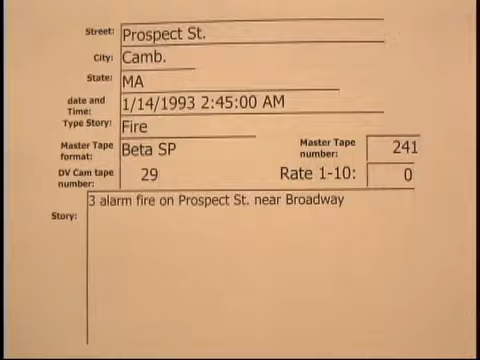 Street: Prospect St.
City: Camb.
State: MA
date and Time: 1/14/1993 2:45:00 AM
Type Story: Fire
Master Tape format: Beta SP Master Tape number: 241
DV Cam tape number: 29 Rate 1-10: 0
Story: 3 alarm fire on Prospect St. near Broadway